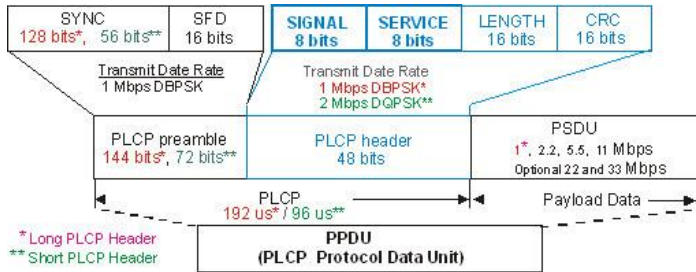 SYNC
128 bits*, 56 bits**
SFD
16 bits
SIGNAL
8 bits
SERVICE
8 bits
LENGTH
16 bits
CRC
16 bits
Transmit Date Rate
1 Mbps DBPSK
Transmit Date Rate
1 Mbps DBPSK*
2 Mbps DQPSK**
PLCP preamble
144 bits*, 72 bits**
PLCP header
48 bits
PSDU
1*, 2.2, 5.5, 11 Mbps
Optional 22 and 33 Mbps
PLCP
192 us* / 96 us**
Payload Data
* Long PLCP Header
** Short PLCP Header
PPDU
(PLCP Protocol Data Unit)